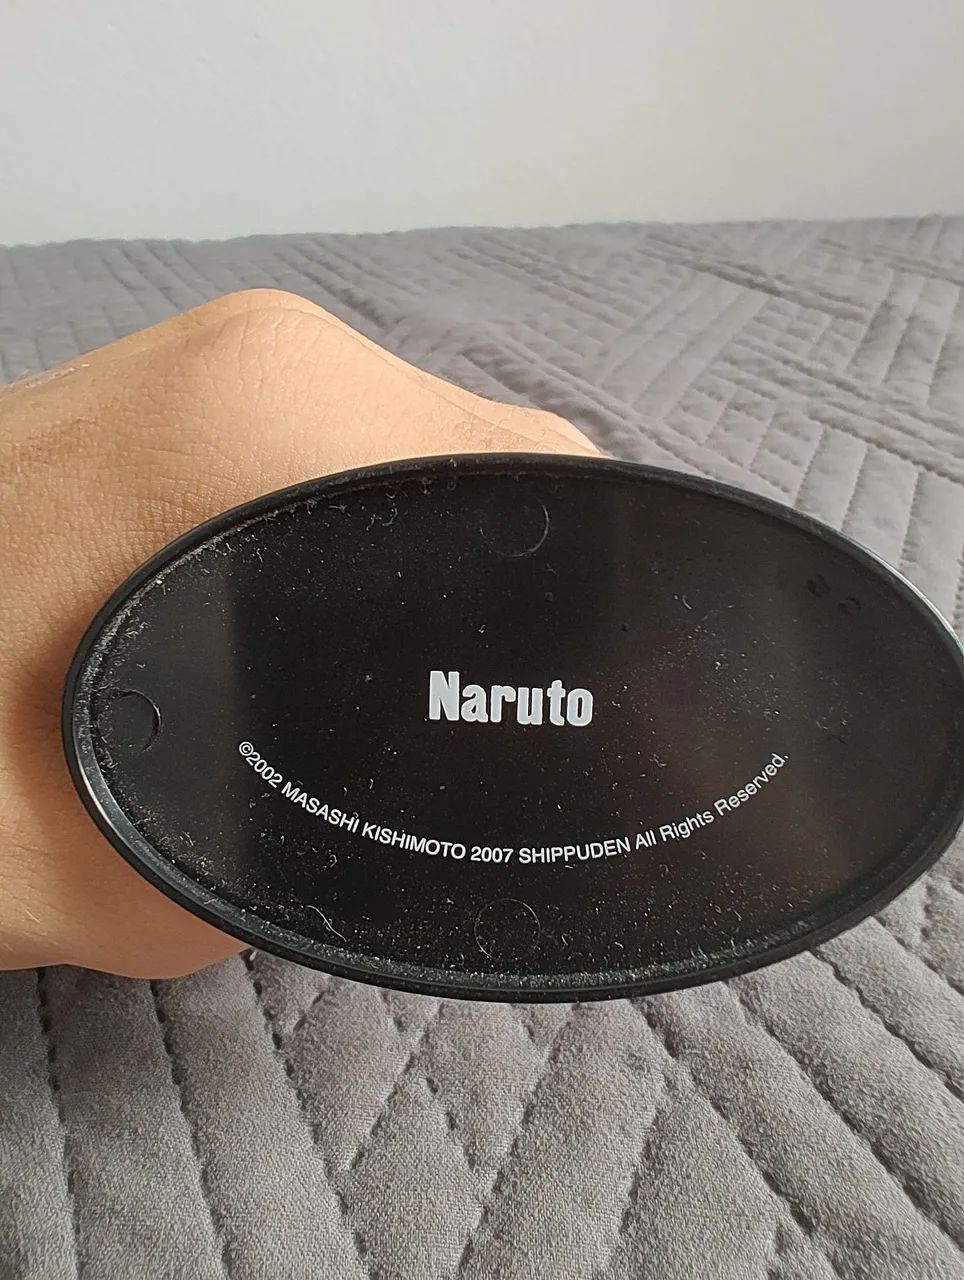 Naruto
©2002 MASASHI KISHIMOTO 2007 SHIPPUDEN All Rights Reserved.